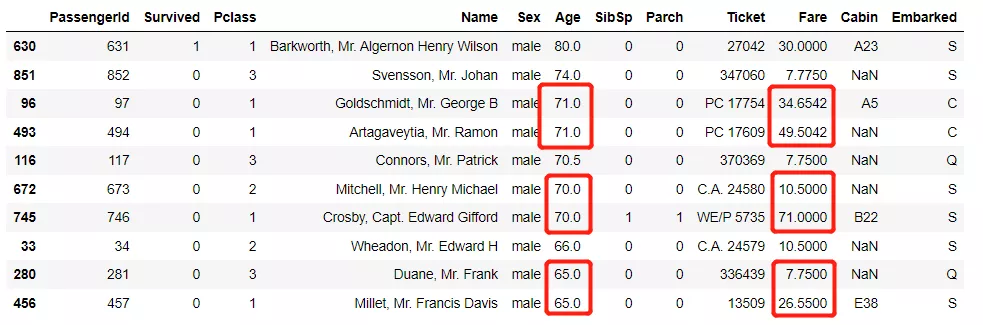 PassengerId Survived Pclass Name Sex Age SibSp Parch Ticket Fare Cabin Embarked
630 631 1 1 Barkworth, Mr. Algernon Henry Wilson male 80.0 0 0 27042 30.0000 A23 S
851 852 0 3 Svensson, Mr. Johan male 74.0 0 0 347060 7.7750 NaN S
96 97 0 1 Goldschmidt, Mr. George B male 71.0 0 0 PC 17754 34.6542 A5 C
493 494 0 1 Artagaveytia, Mr. Ramon male 71.0 0 0 PC 17609 49.5042 NaN C
116 117 0 3 Connors, Mr. Patrick male 70.5 0 0 370369 7.7500 NaN Q
672 673 0 2 Mitchell, Mr. Henry Michael male 70.0 0 0 C.A. 24580 10.5000 NaN S
745 746 0 1 Crosby, Capt. Edward Gifford male 70.0 1 1 WE/P 5735 71.0000 B22 S
33 34 0 2 Wheadon, Mr. Edward H male 66.0 0 0 C.A. 24579 10.5000 NaN S
280 281 0 3 Duane, Mr. Frank male 65.0 0 0 336439 7.7500 NaN Q
456 457 0 1 Millet, Mr. Francis Davis male 65.0 0 0 13509 26.5500 E38 S